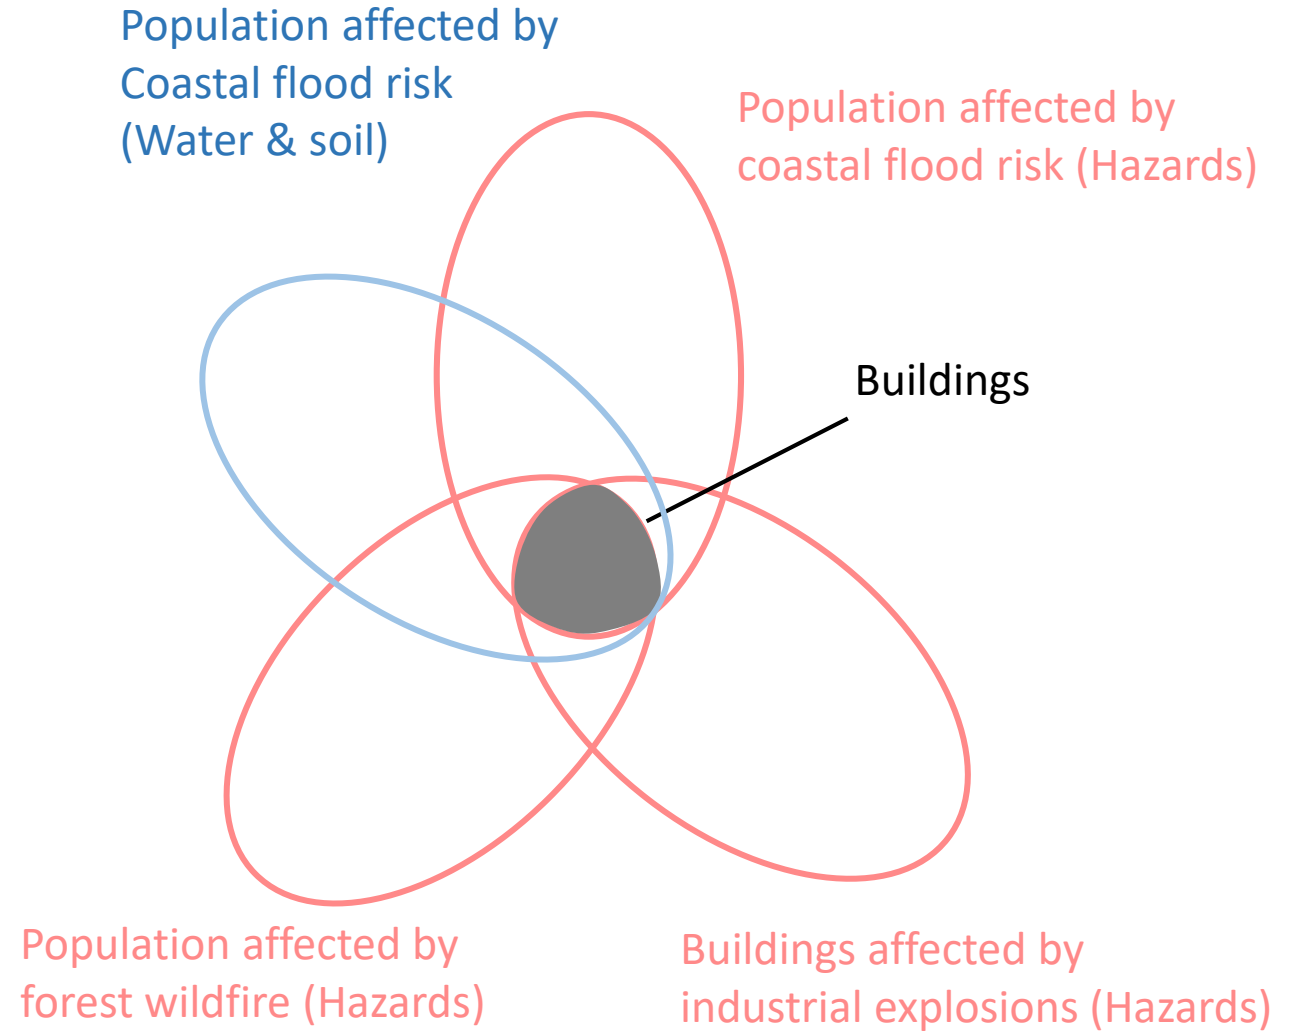 Population affected by
Coastal flood risk
(Water & soil)
Population affected by
coastal flood risk (Hazards)
Buildings
Population affected by
forest wildfire (Hazards)
Buildings affected by
industrial explosions (Hazards)